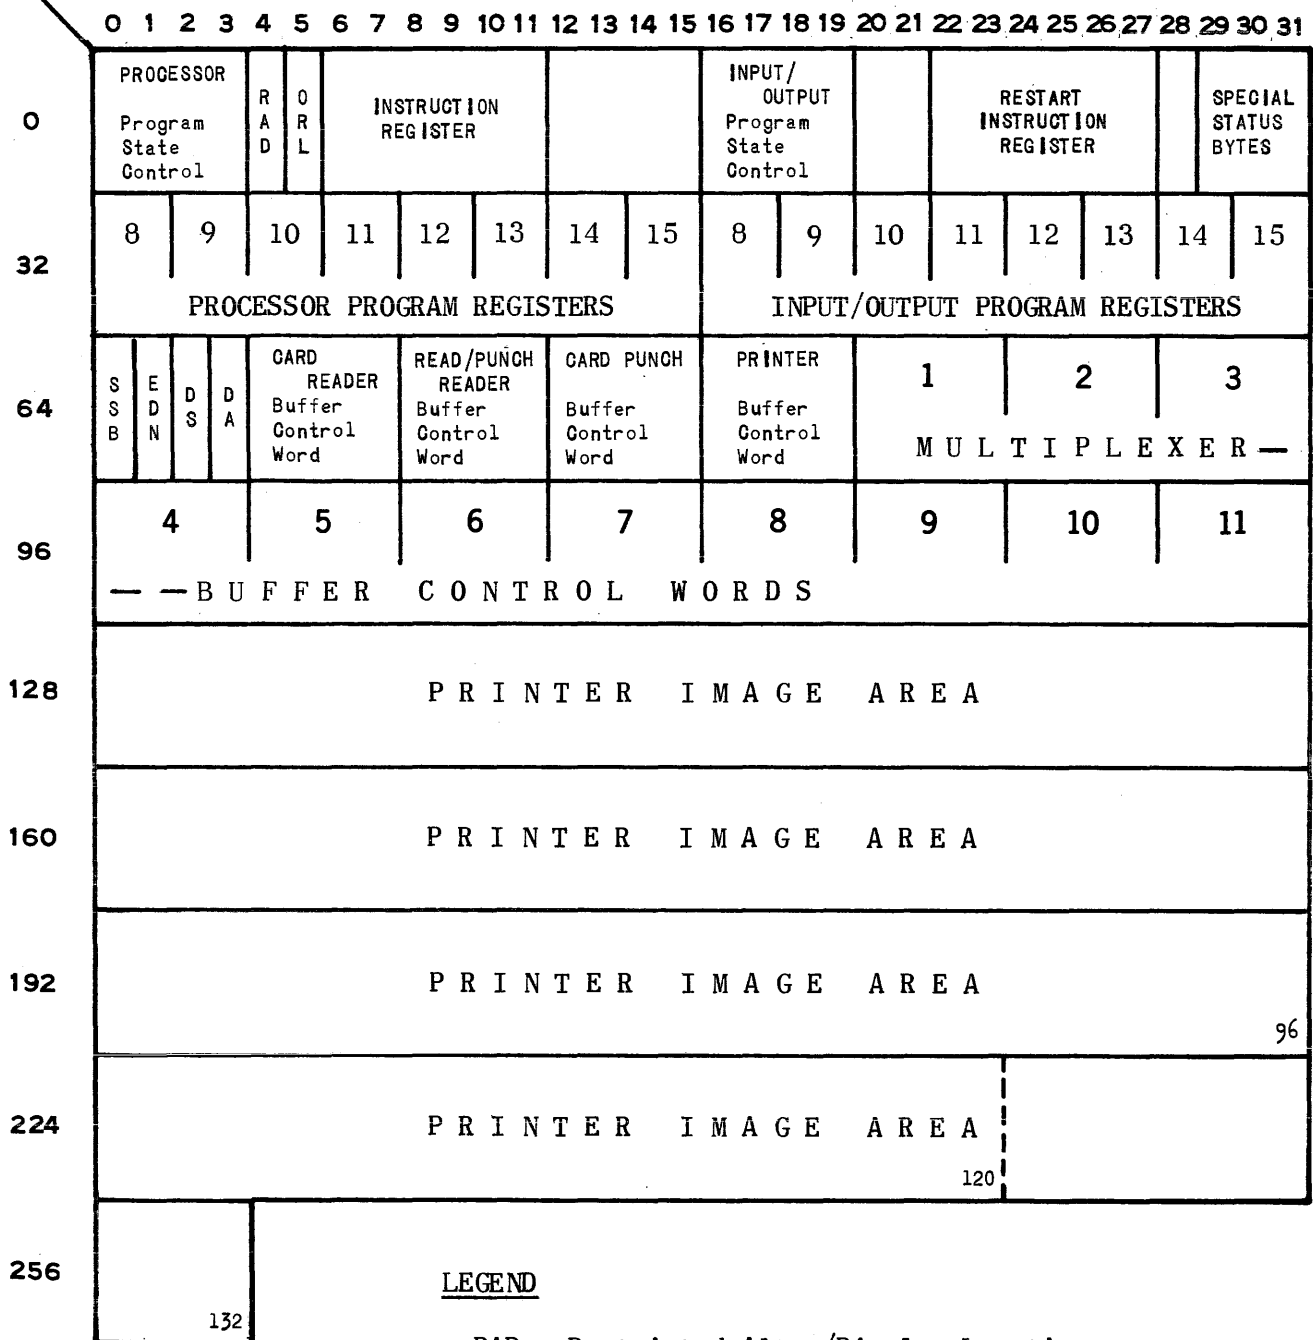 0 1 2 3 4 5 6 7 8 9 10 11 12 13 14 15 16 17 18 19 20 21 22 23 24 25 26 27 28 29 30 31
0
PROCESSOR
Program
State
Control
RAD
ORL
INSTRUCTION
REGISTER
INPUT/
OUTPUT
Program
State
Control
RESTART
INSTRUCTION
REGISTER
SPECIAL
STATUS
BYTES
32
8 9 10 11 12 13 14 15 8 9 10 11 12 13 14 15
PROCESSOR PROGRAM REGISTERS
INPUT/OUTPUT PROGRAM REGISTERS
64
SSB
EDN
DS
DA
CARD
READER
Buffer
Control
Word
READ/PUNCH
READER
Buffer
Control
Word
CARD PUNCH
Buffer
Control
Word
PRINTER
Buffer
Control
Word
1 2 3
MULTIPLEXER—
96
4 5 6 7 8 9 10 11
— —BUFFER CONTROL WORDS
128
PRINTER IMAGE AREA
160
PRINTER IMAGE AREA
192
PRINTER IMAGE AREA
96
224
PRINTER IMAGE AREA
120
256
132
LEGEND